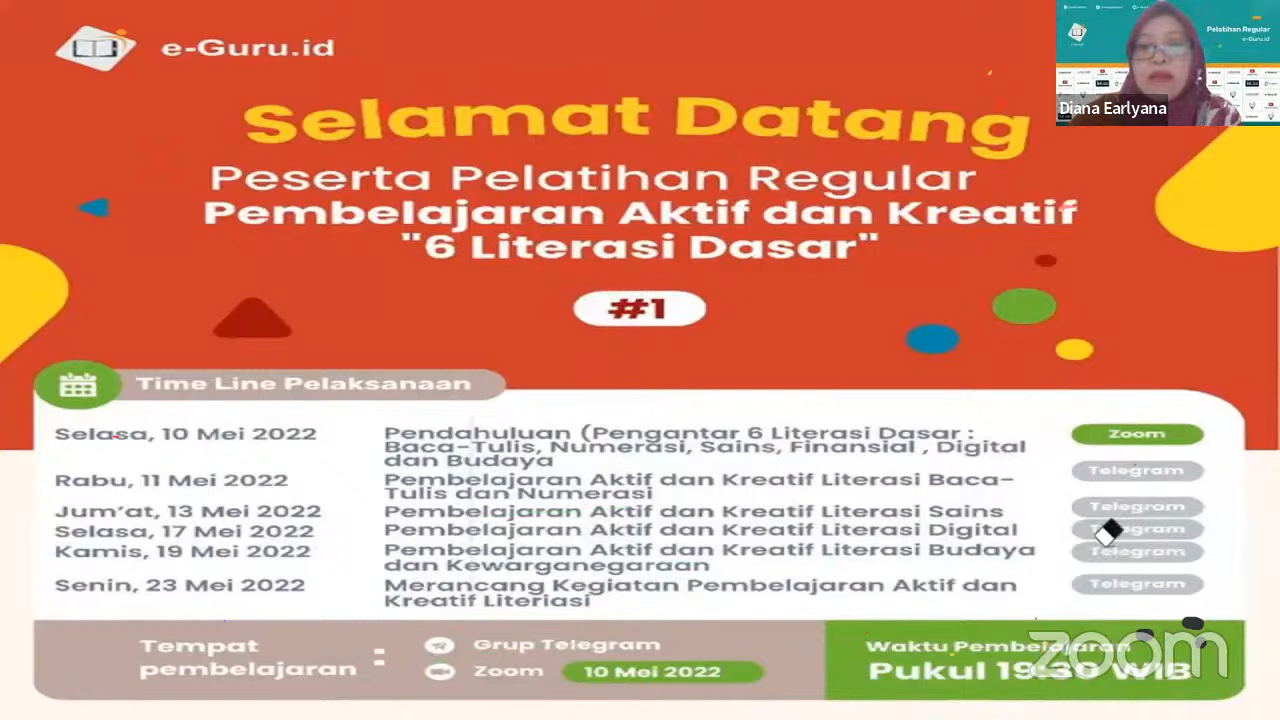 e-Guru.id
Pelatihan Regular
e-Guru.id
Diana Earlyana
Selamat Datang
Peserta Pelatihan Regular
Pembelajaran Aktif dan Kreatif
"6 Literasi Dasar"
#1
Time Line Pelaksanaan
Selasa, 10 Mei 2022
Pendahuluan (Pengantar 6 Literasi Dasar :
Baca-Tulis, Numerasi, Sains, Finansial , Digital
dan Budaya
Zoom
Rabu, 11 Mei 2022
Pembelajaran Aktif dan Kreatif Literasi Baca-
Tulis dan Numerasi
Telegram
Jum'at, 13 Mei 2022
Pembelajaran Aktif dan Kreatif Literasi Sains
Telegram
Selasa, 17 Mei 2022
Pembelajaran Aktif dan Kreatif Literasi Digital
Telegram
Kamis, 19 Mei 2022
Pembelajaran Aktif dan Kreatif Literasi Budaya
dan Kewarganegaraan
Telegram
Senin, 23 Mei 2022
Merancang Kegiatan Pembelajaran Aktif dan
Kreatif Literiasi
Telegram
Tempat
pembelajaran :
Grup Telegram
Zoom 10 Mei 2022
Waktu Pembelajaran
Pukul 19.30 WIB
zoom